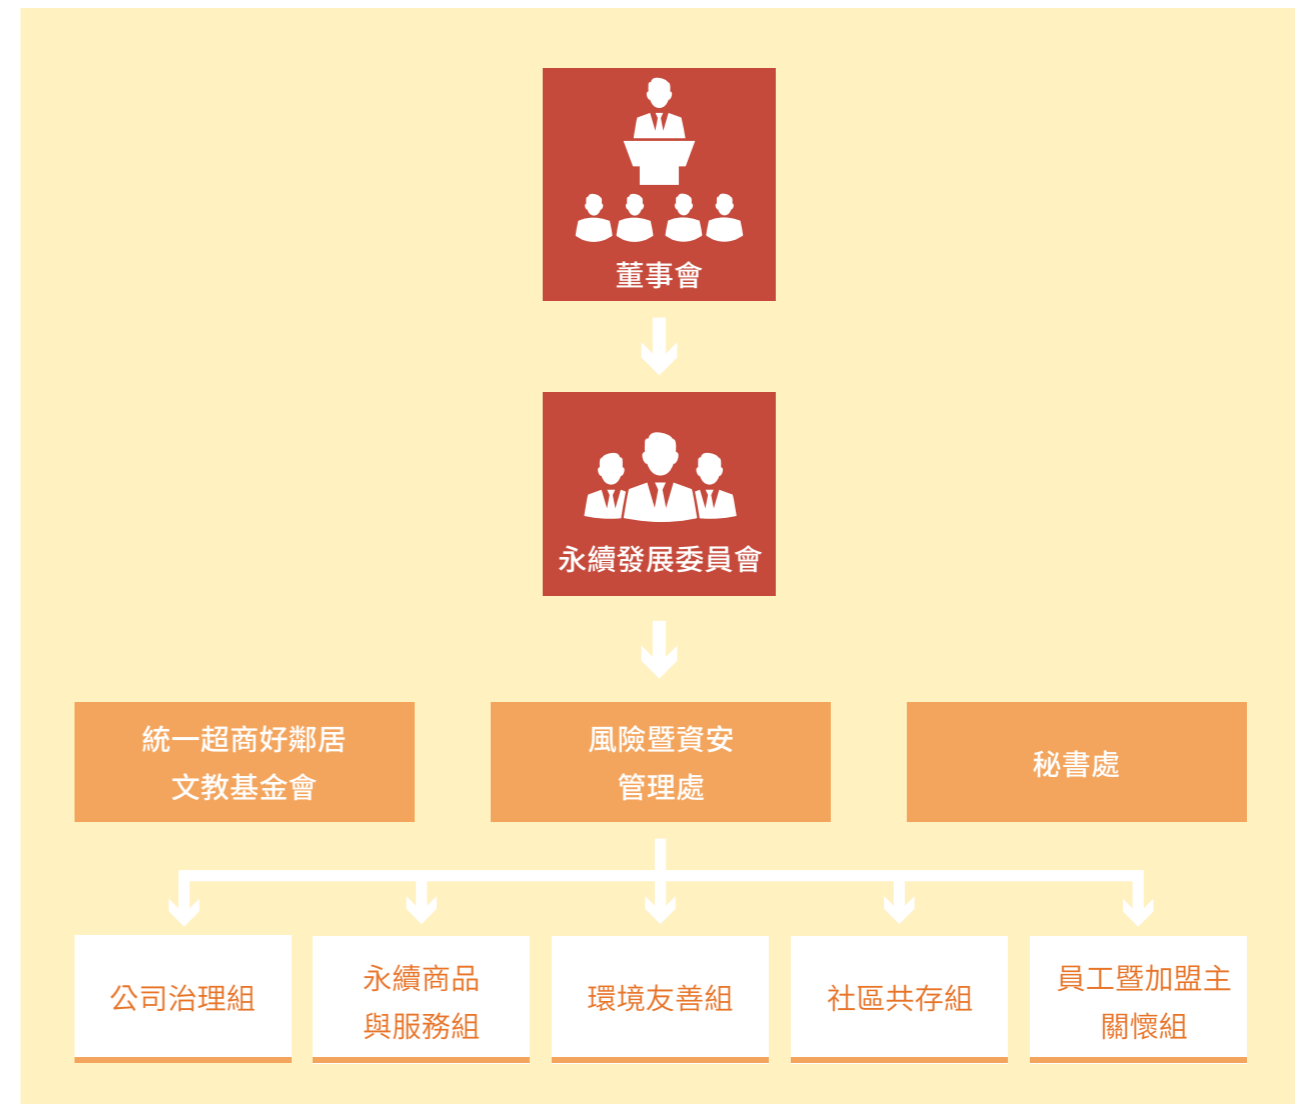 董事會
永續發展委員會
統一超商好鄰居
文教基金會
風險暨資安
管理處
秘書處
公司治理組
永續商品
與服務組
環境友善組
社區共存組
員工暨加盟主
關懷組